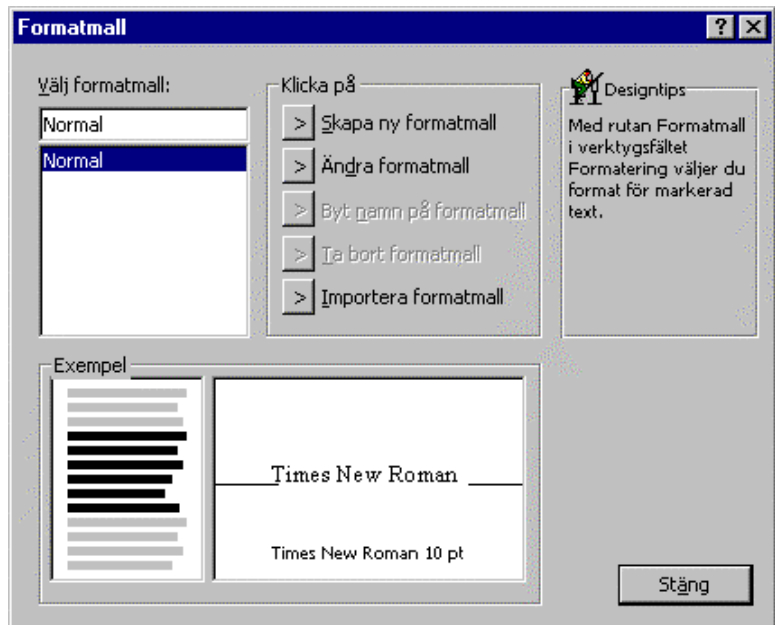 Formatmall
Välj formatmall:
Normal
Normal
Klicka på
> Skapa ny formatmall
> Ändra formatmall
> Byt namn på formatmall
> Ta bort formatmall
> Importera formatmall
Designtips
Med rutan Formatmall
i verktygsfältet
Formatering väljer du
format för markerad
text.
Exempel
Times New Roman
Times New Roman 10 pt
Stäng